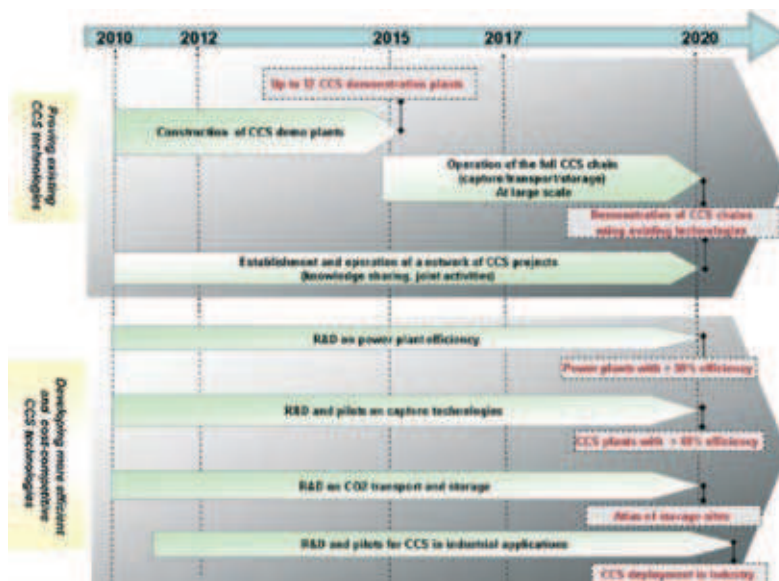 2010 2012 2015 2017 2020
Proving existing
CCS technologies
Up to 12 CCS demonstration plants
Construction of CCS demo plants
Operation of the full CCS chain
(capture/transport/storage)
At large scale
Demonstration of CCS chains
using existing technologies
Establishment and operation of a network of CCS projects
(knowledge sharing, joint activities)
Developing more efficient
and cost-competitive
CCS technologies
R&D on power plant efficiency
Power plants with > efficiency
R&D and pilots on capture technologies
CCS plants with > efficiency
R&D on CO2 transport and storage
Atlas of storage sites
R&D and pilots for CCS in industrial applications
CCS deployment in industry